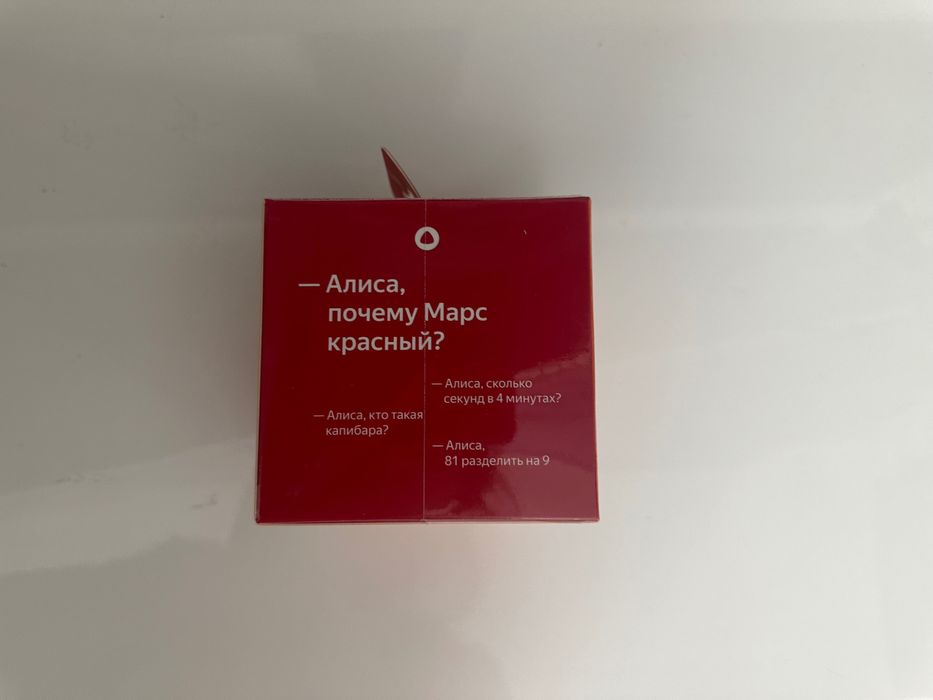 — Алиса,
почему Марс
красный?
— Алиса, сколько
секунд в 4 минутах?
— Алиса, кто такая
капибара?
— Алиса,
81 разделить на 9